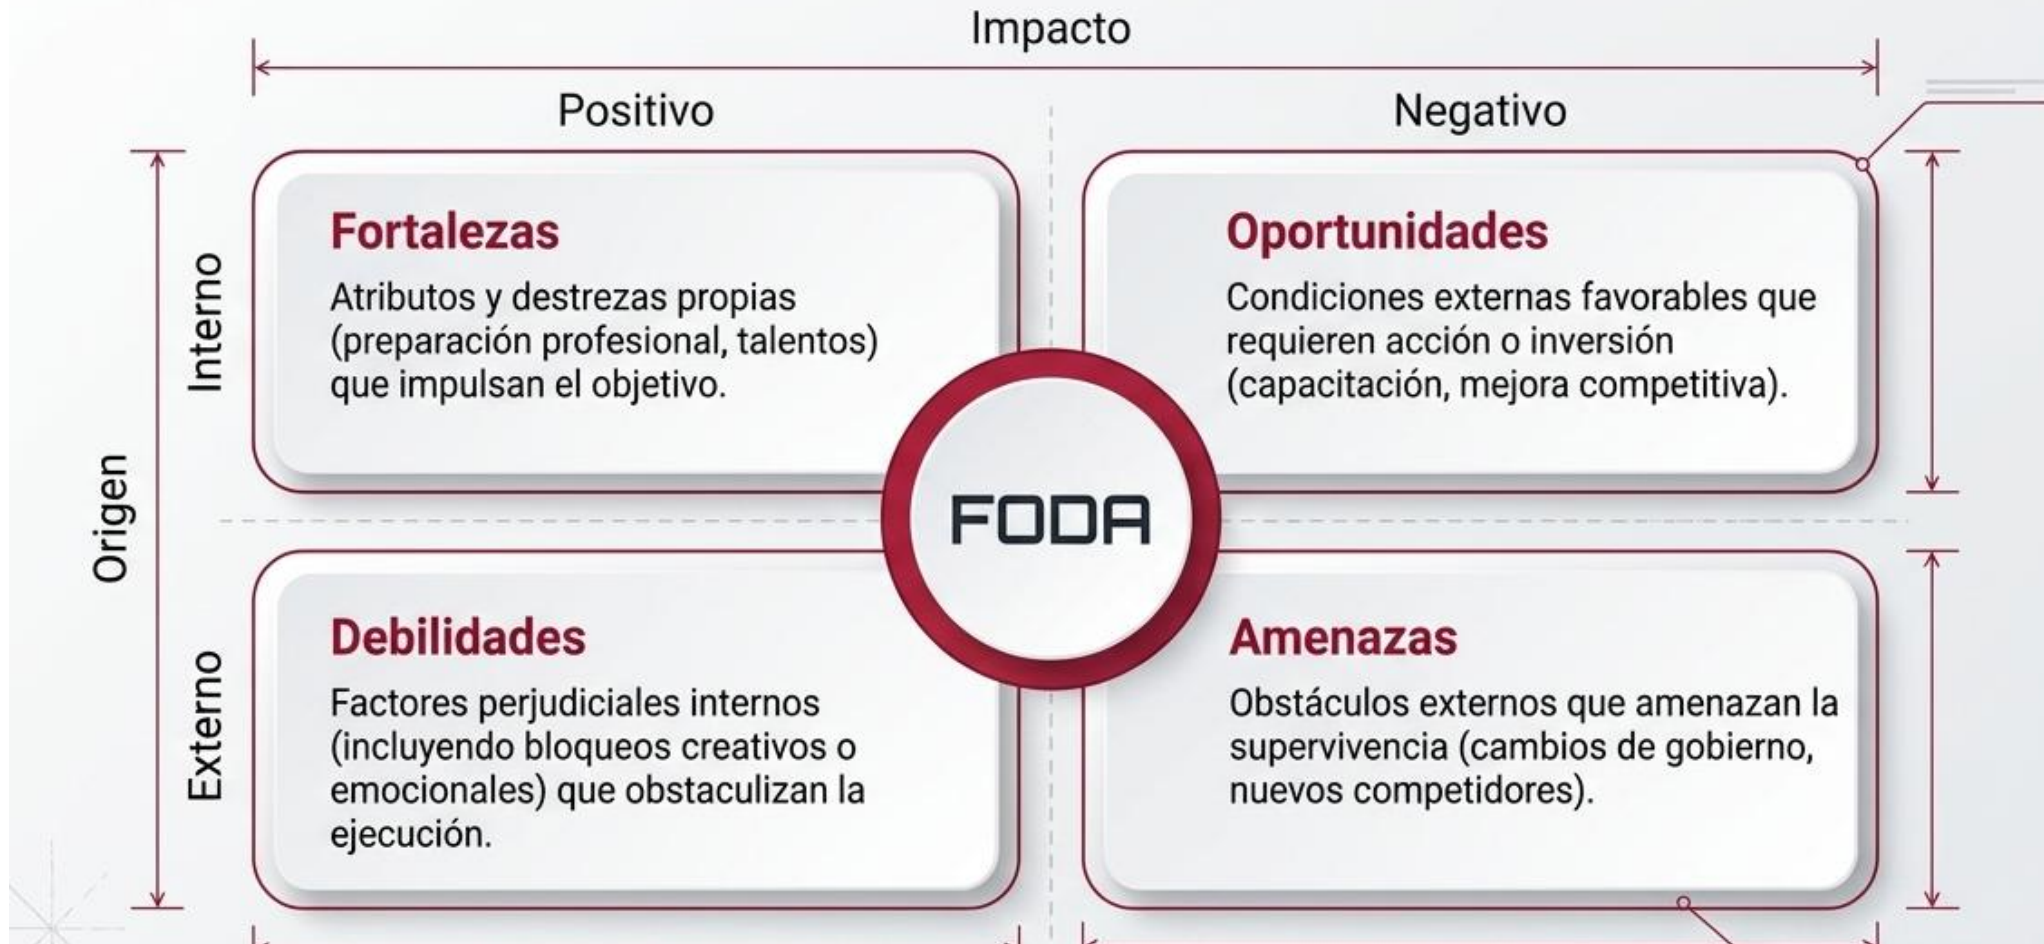 Impacto
Positivo
Negativo
Origen
Interno
Fortalezas
Atributos y destrezas propias
(preparación profesional, talentos)
que impulsan el objetivo.
Oportunidades
Condiciones externas favorables que
requieren acción o inversión
(capacitación, mejora competitiva).
FODA
Externo
Debilidades
Factores perjudiciales internos
(incluyendo bloqueos creativos o
emocionales) que obstaculizan la
ejecución.
Amenazas
Obstáculos externos que amenazan la
supervivencia (cambios de gobierno,
nuevos competidores).